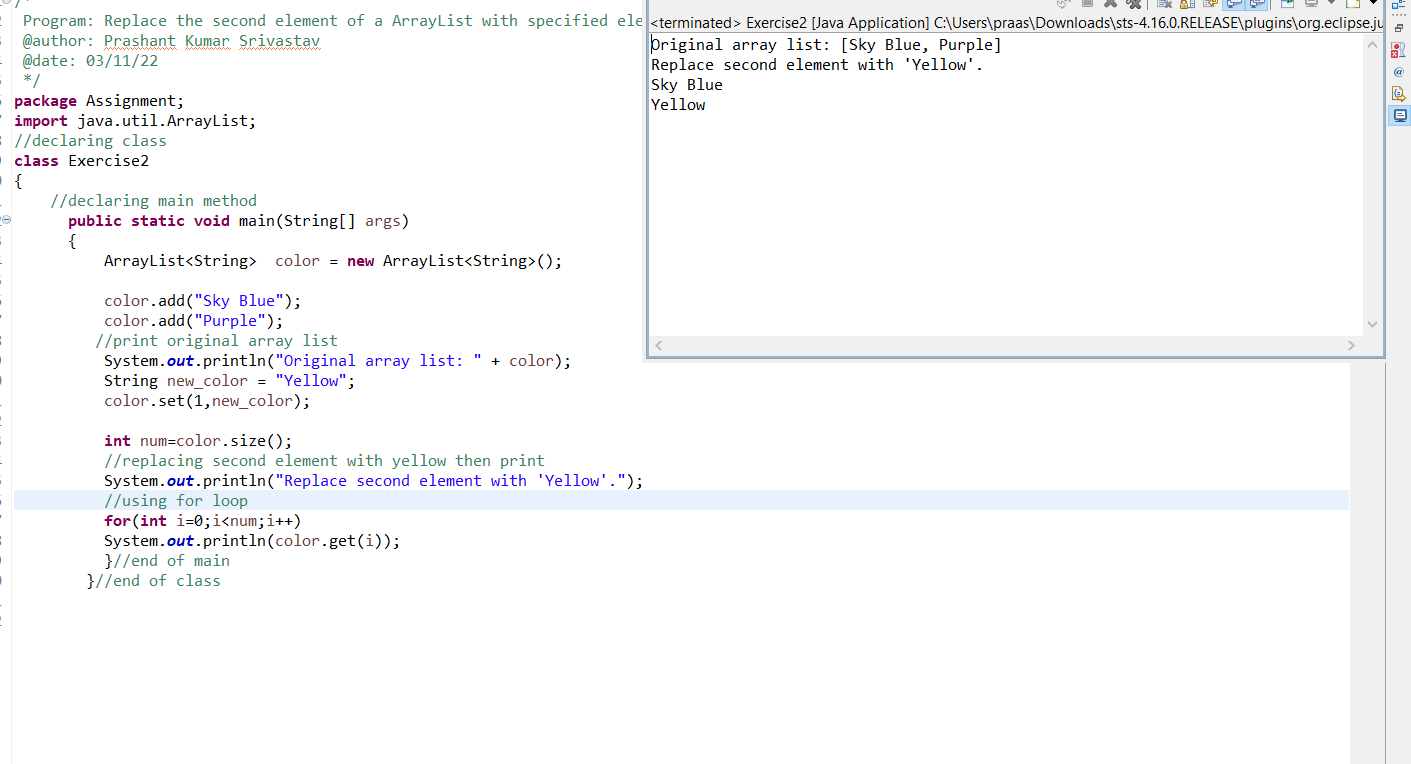 /*
Program: Replace the second element of a ArrayList with specified ele
@author: Prashant Kumar Srivastav
@date: 03/11/22
*/
package Assignment;
import java.util.ArrayList;
//declaring class
class Exercise2
{
//declaring main method
public static void main(String[] args)
{
ArrayList<String>  color = new ArrayList<String>();
color.add("Sky Blue");
color.add("Purple");
//print original array list
System.out.println("Original array list: " + color);
String new_color = "Yellow";
color.set(1,new_color);
int num=color.size();
//replacing second element with yellow then print
System.out.println("Replace second element with 'Yellow'.");
//using for loop
for(int i=0;i<num;i++)
System.out.println(color.get(i));
}//end of main
}//end of class
<terminated> Exercise2 [Java Application] C:\Users\praas\Downloads\sts-4.16.0.RELEASE\plugins\org.eclipse.ju
Original array list: [Sky Blue, Purple]
Replace second element with 'Yellow'.
Sky Blue
Yellow